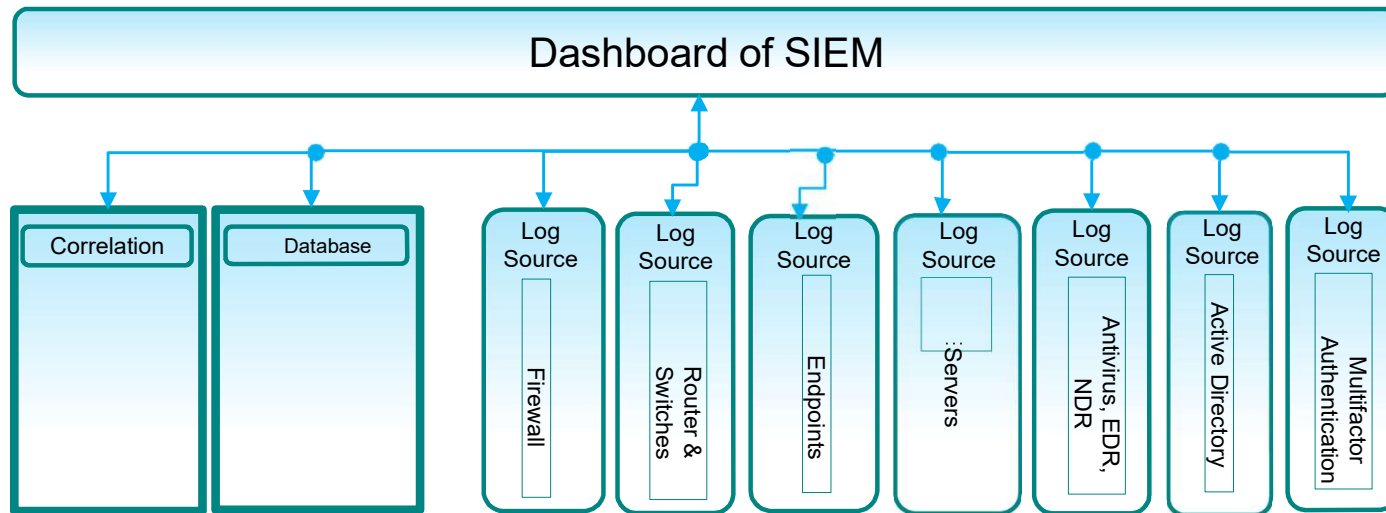 Dashboard of SIEM
Correlation
Database
Log
Source
Firewall
Log
Source
Router &
Switches
Log
Source
Endpoints
Log
Source
:Servers
Log
Source
Antivirus, EDR,
NDR
Log
Source
Active Directory
Log
Source
Multifactor
Authentication